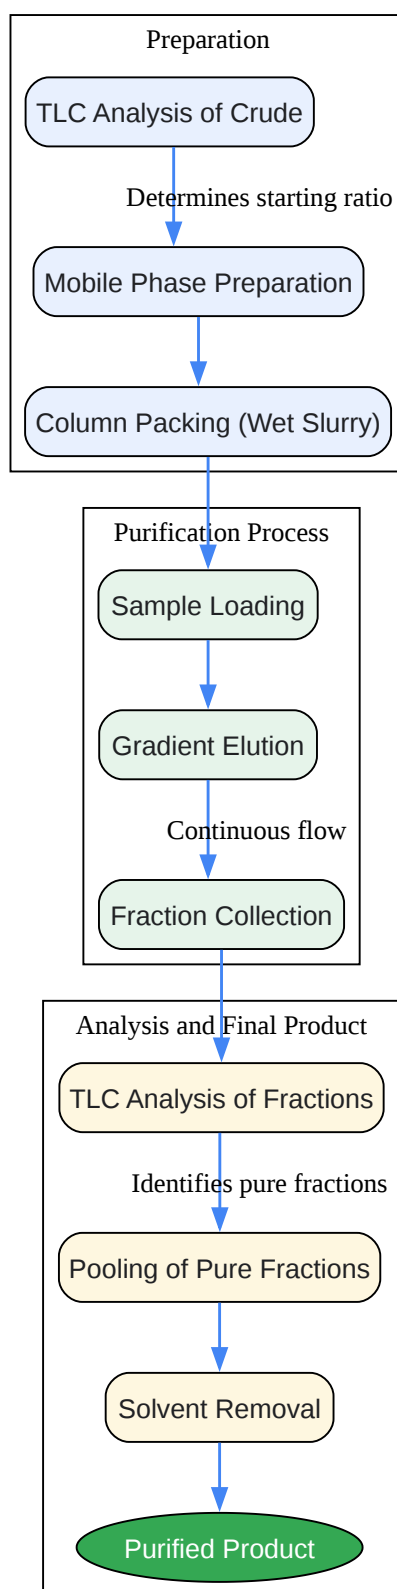 Preparation
TLC Analysis of Crude
Determines starting ratio
Mobile Phase Preparation
Column Packing (Wet Slurry)
Purification Process
Sample Loading
Gradient Elution
Continuous flow
Fraction Collection
Analysis and Final Product
TLC Analysis of Fractions
Identifies pure fractions
Pooling of Pure Fractions
Solvent Removal
Purified Product